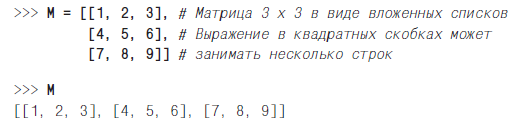 >>> M = [[1, 2, 3], # Матрица 3 x 3 в виде вложенных списков
[4, 5, 6], # Выражение в квадратных скобках может
[7, 8, 9]] # занимать несколько строк
>>> M
[[1, 2, 3], [4, 5, 6], [7, 8, 9]]